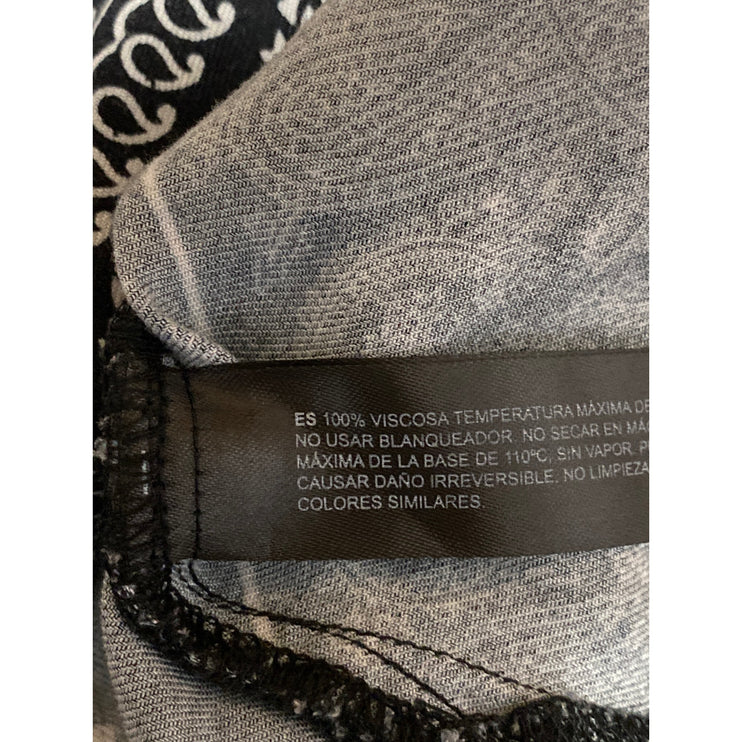 ES 100% VISCOSA TEMPERATURA MÁXIMA DE
NO USAR BLANQUEADOR. NO SECAR EN
MÁXIMA DE LA BASE DE 110ºC, SIN VAPOR.
CAUSAR DAÑO IRREVERSIBLE. NO LIMPIEZA
COLORES SIMILARES.